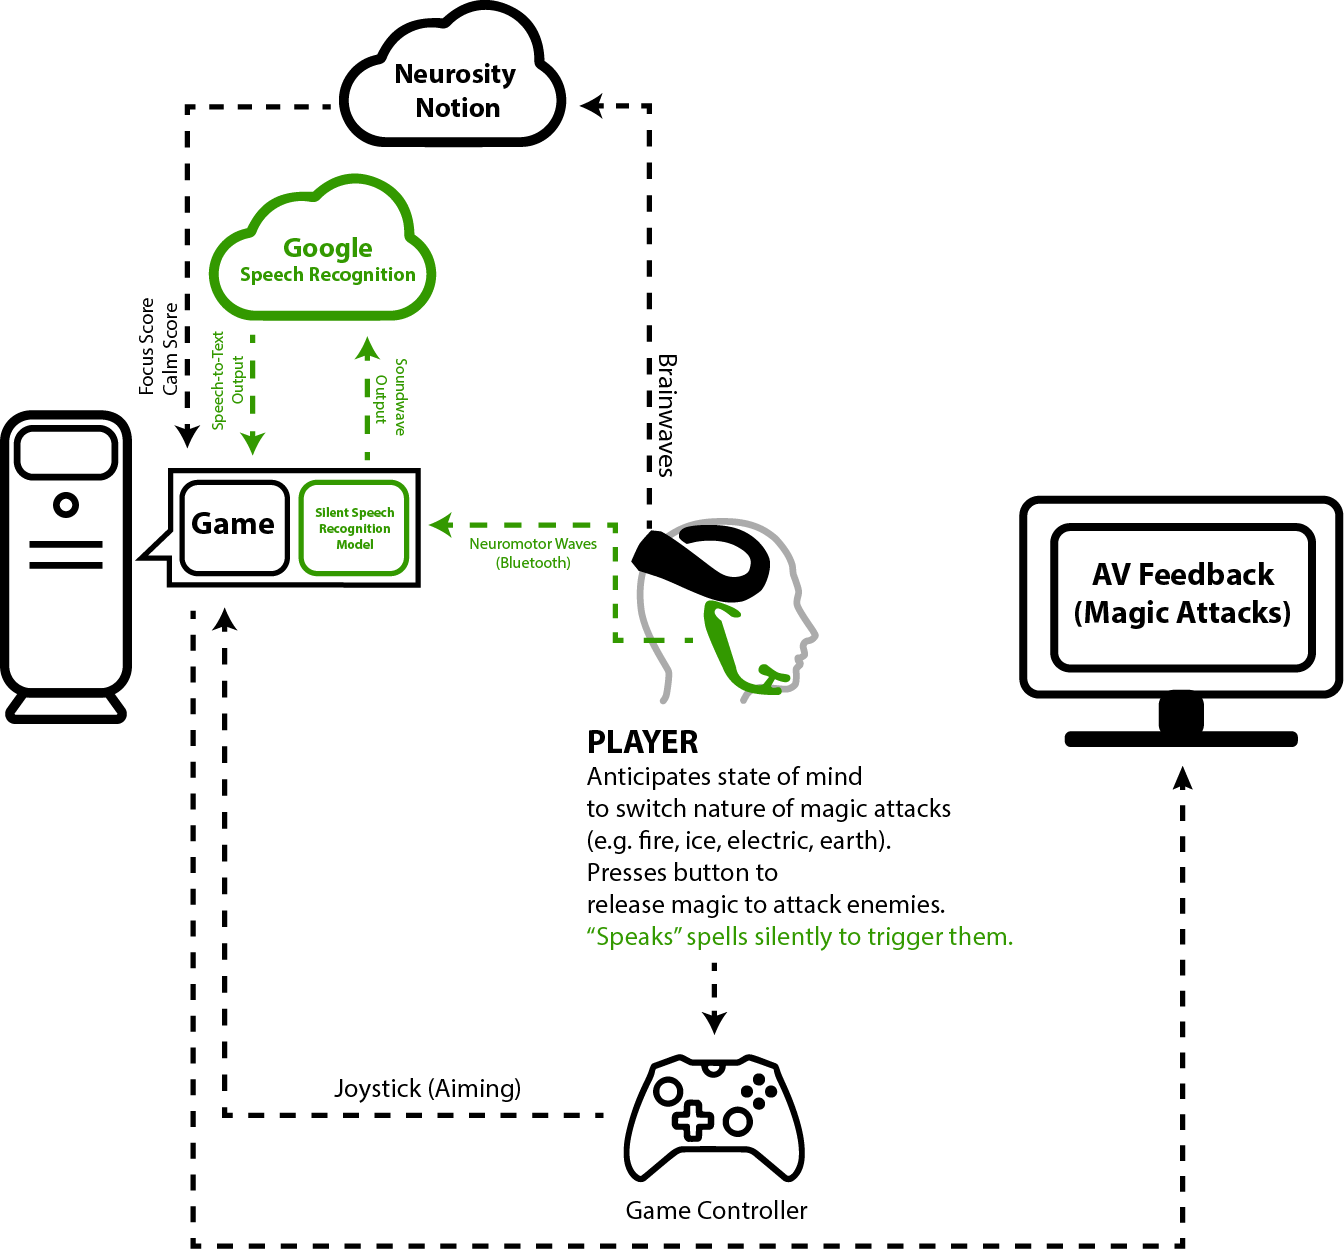 Neurosity
Notion
Google
Speech Recognition
Focus Score
Calm Score
Speech-to-Text
Output
Soundwave
Output
Brainwaves
Game
Silent Speech
Recognition
Model
Neuromotor Waves
(Bluetooth)
AV Feedback
(Magic Attacks)
PLAYER
Anticipates state of mind
to switch nature of magic attacks
(e.g. fire, ice, electric, earth).
Presses button to
release magic to attack enemies.
“Speaks” spells silently to trigger them.
Joystick (Aiming)
Game Controller